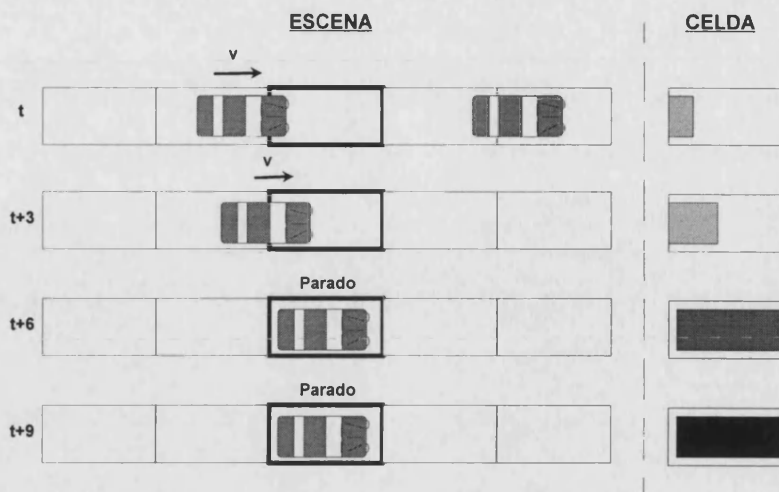 ESCENA
CELDA
v
t
v
t+3
Parado
t+6
Parado
t+9